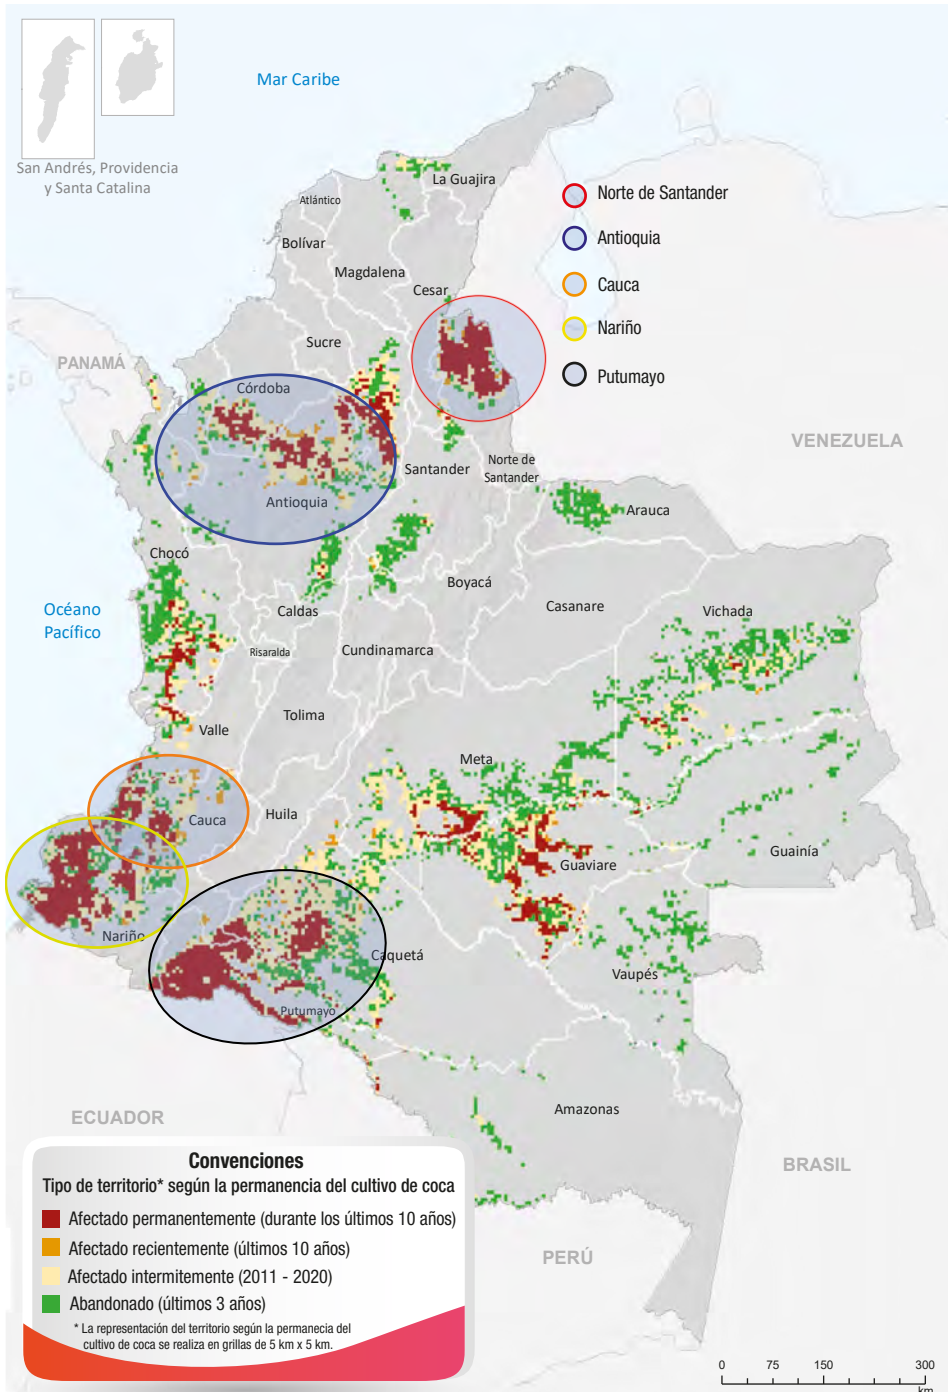 Mar Caribe
San Andrés, Providencia
y Santa Catalina
La Guajira
Atlántico
Bolívar
Magdalena
Cesar
Norte de Santander
Antioquia
Cauca
Nariño
Putumayo
Sucre
PANAMÁ
Córdoba
VENEZUELA
Santander
Norte de
Santander
Antioquia
Arauca
Chocó
Boyacá
Casanare
Caldas
Vichada
Océano
Pacífico
Risaralda
Cundinamarca
Tolima
Valle
Meta
Cauca
Huila
Guaviare
Guainía
Nariño
Caquetá
Vaupés
Putumayo
Amazonas
ECUADOR
BRASIL
PERÚ
Convenciones
Tipo de territorio* según la permanencia del cultivo de coca
Afectado permanentemente (durante los últimos 10 años)
Afectado recientemente (últimos 10 años)
Afectado intermitemente (2011 - 2020)
Abandonado (últimos 3 años)
* La representación del territorio según la permanecia del
cultivo de coca se realiza en grillas de 5 km x 5 km.
0 75 150 300
km